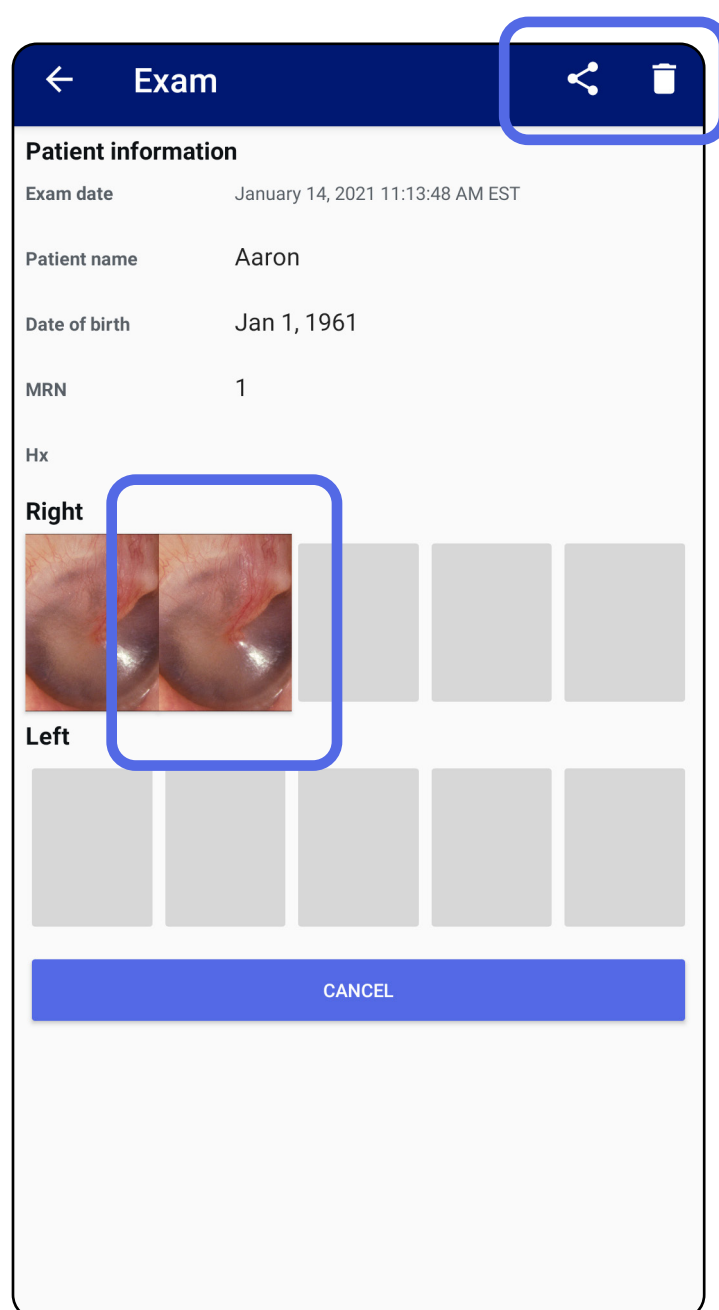 Exam
Patient information
Exam date January 14, 2021 11:13:48 AM EST
Patient name Aaron
Date of birth Jan 1, 1961
MRN 1
Hx
Right
Left
CANCEL